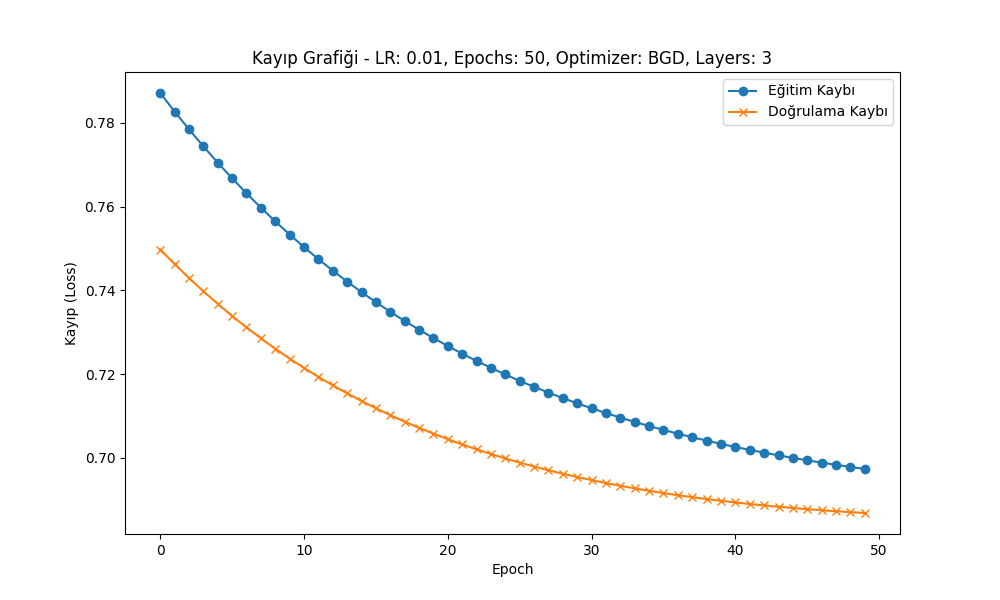 Kayıp Grafiği - LR: 0.01, Epochs: 50, Optimizer: BGD, Layers: 3
Eğitim Kaybı
Doğrulama Kaybı
Kayıp (Loss)
0.78
0.76
0.74
0.72
0.70
0 10 20 30 40 50
Epoch